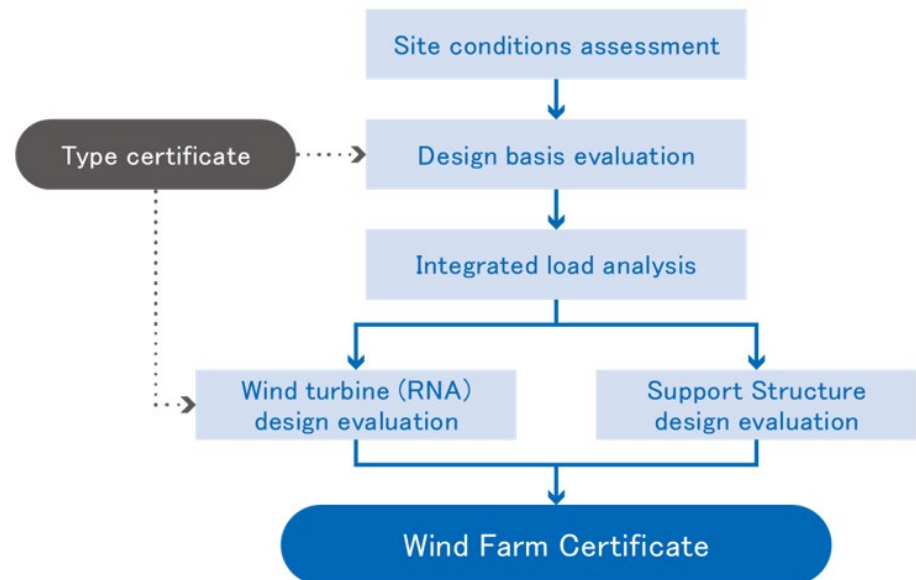 Site conditions assessment
Type certificate
Design basis evaluation
Integrated load analysis
Wind turbine (RNA)
design evaluation
Support Structure
design evaluation
Wind Farm Certificate